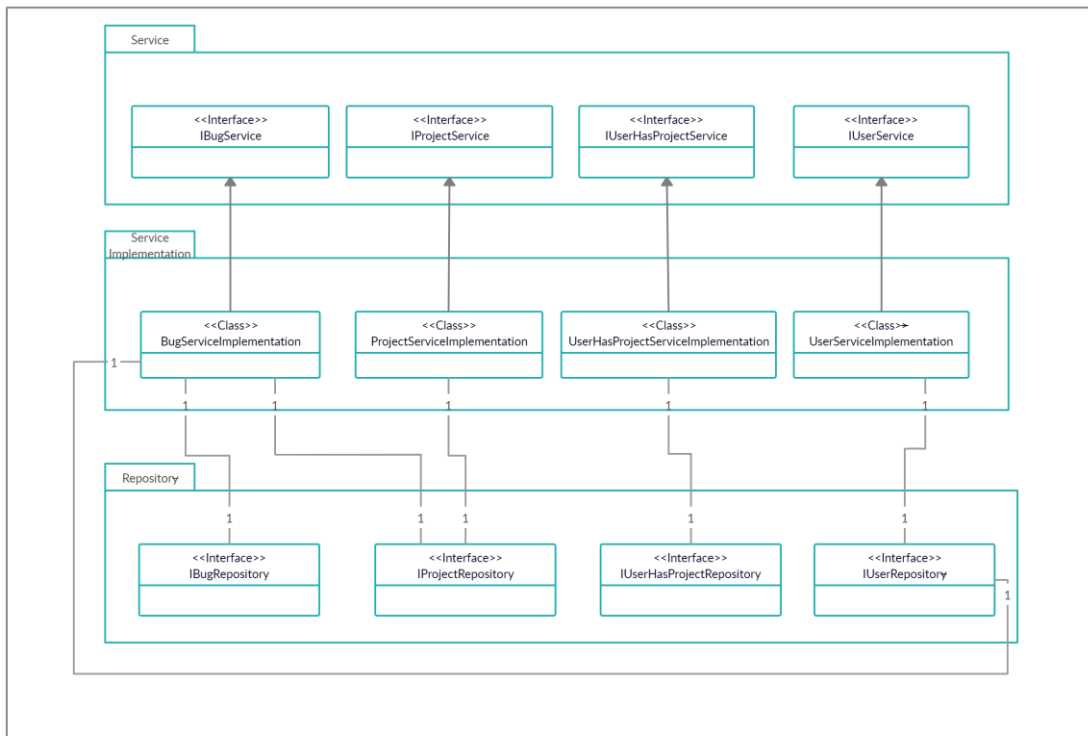 Service
<<Interface>>
IBugService
<<Interface>>
IProjectService
<<Interface>>
IUserHasProjectService
<<Interface>>
IUserService
Service
Implementation
<<Class>>
BugServiceImplementation
<<Class>>
ProjectServiceImplementation
<<Class>>
UserHasProjectServiceImplementation
<<Class>>
UserServiceImplementation
1
1
1
1
1
1
Repository
1
1
1
1
1
<<Interface>>
IBugRepository
<<Interface>>
IProjectRepository
<<Interface>>
IUserHasProjectRepository
<<Interface>>
IUserRepository
1